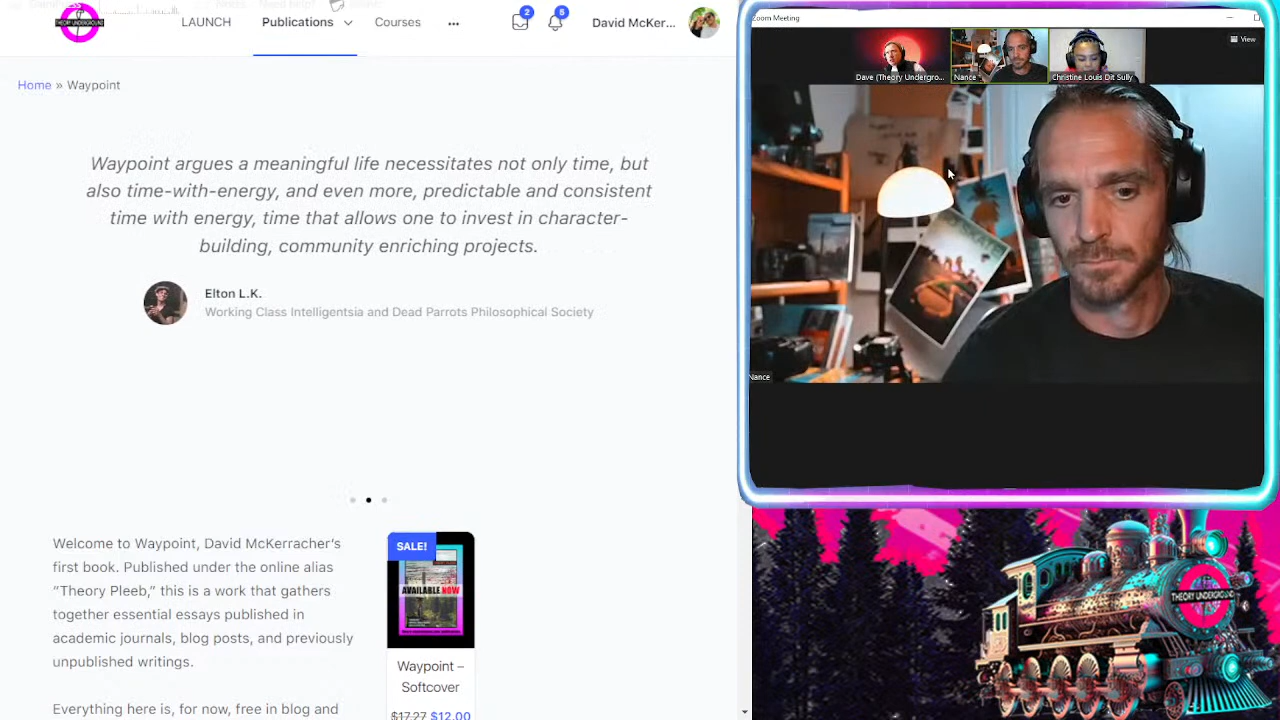 LAUNCH
Publications
Courses
2
5
David McKer...
Home » Waypoint
Waypoint argues a meaningful life necessitates not only time, but
also time-with-energy, and even more, predictable and consistent
time with energy, time that allows one to invest in character-
building, community enriching projects.
Elton L.K.
Working Class Intelligentsia and Dead Parrots Philosophical Society
Welcome to Waypoint, David McKerracher's
first book. Published under the online alias
"Theory Pleeb," this is a work that gathers
together essential essays published in
academic journals, blog posts, and previously
unpublished writings.
Everything here is, for now, free in blog and
SALE!
AVAILABLE NOW
Waypoint –
Softcover
$17.27 $12.00
Zoom Meeting
View
Dave (Theory Undergro...
Nance
Christine Louis Dit Sully
Nance
THEORY UNDERGROUND